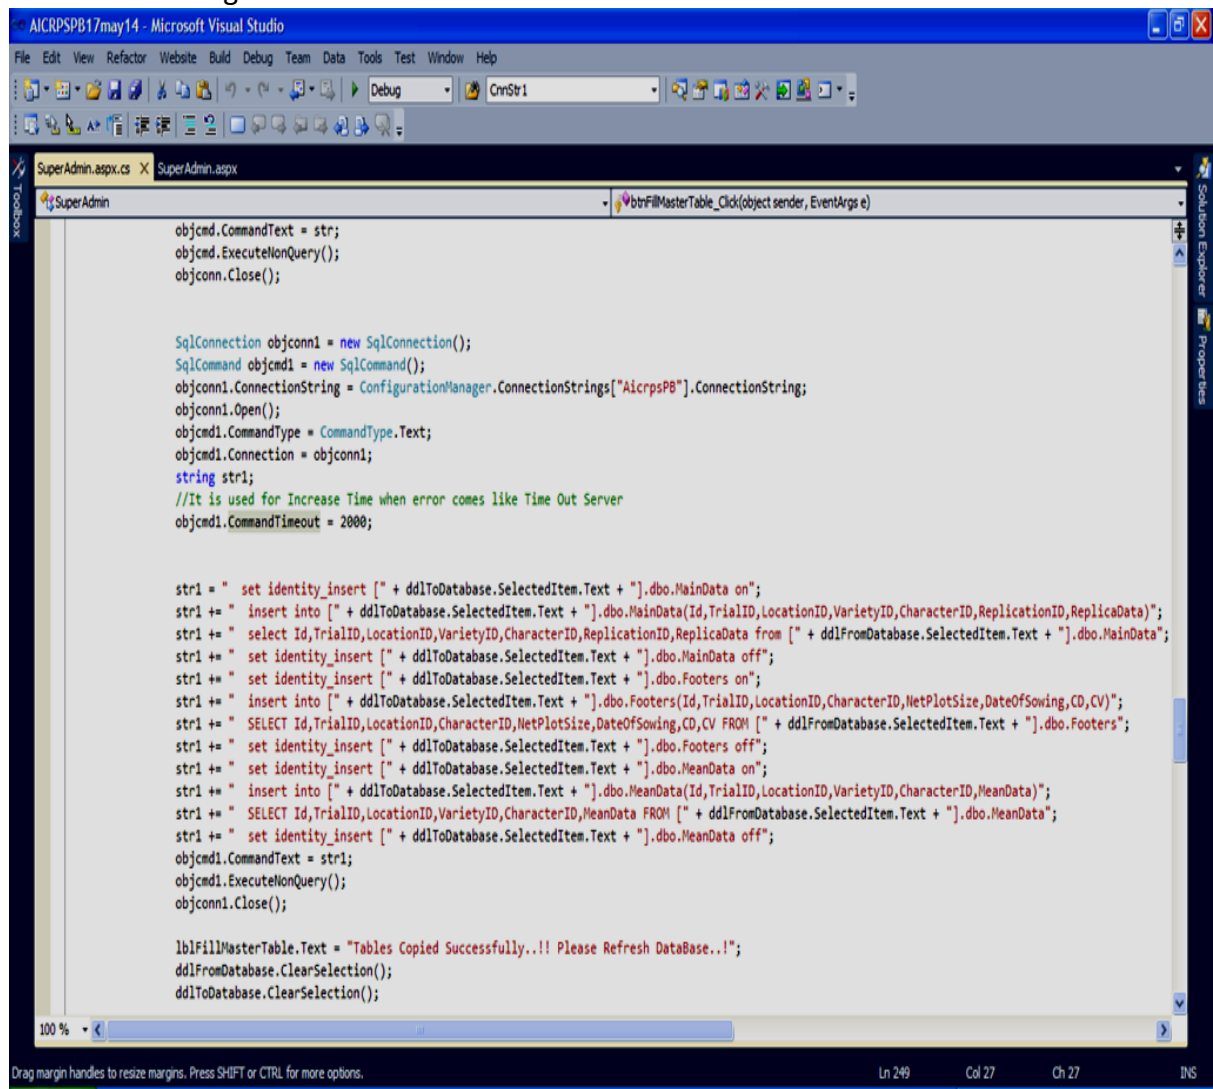 AICRPSPB17may14 - Microsoft Visual Studio
File Edit View Refactor Website Build Debug Team Data Tools Test Window Help
Debug CnnStr1
SuperAdmin.aspx.cs X SuperAdmin.aspx
SuperAdmin btnFillMasterTable_Click(object sender, EventArgs e)
Toolbox
Solution Explorer
Properties
objcmd.CommandText = str;
objcmd.ExecuteNonQuery();
objconn.Close();
SqlConnection objconn1 = new SqlConnection();
SqlCommand objcmd1 = new SqlCommand();
objconn1.ConnectionString = ConfigurationManager.ConnectionStrings["AicrpsPB"].ConnectionString;
objconn1.Open();
objcmd1.CommandType = CommandType.Text;
objcmd1.Connection = objconn1;
string str1;
//It is used for Increase Time when error comes like Time Out Server
objcmd1.CommandTimeout = 2000;
str1 = "  set identity_insert [" + ddlToDatabase.SelectedItem.Text + "].dbo.MainData on";
str1 += "  insert into [" + ddlToDatabase.SelectedItem.Text + "].dbo.MainData(Id,TrialID,LocationID,VarietyID,CharacterID,ReplicationID,ReplicaData)";
str1 += "  select Id,TrialID,LocationID,VarietyID,CharacterID,ReplicationID,ReplicaData from [" + ddlFromDatabase.SelectedItem.Text + "].dbo.MainData";
str1 += "  set identity_insert [" + ddlToDatabase.SelectedItem.Text + "].dbo.MainData off";
str1 += "  set identity_insert [" + ddlToDatabase.SelectedItem.Text + "].dbo.Footers on";
str1 += "  insert into [" + ddlToDatabase.SelectedItem.Text + "].dbo.Footers(Id,TrialID,LocationID,CharacterID,NetPlotSize,DateOfSowing,CD,CV)";
str1 += "  SELECT Id,TrialID,LocationID,CharacterID,NetPlotSize,DateOfSowing,CD,CV FROM [" + ddlFromDatabase.SelectedItem.Text + "].dbo.Footers";
str1 += "  set identity_insert [" + ddlToDatabase.SelectedItem.Text + "].dbo.Footers off";
str1 += "  set identity_insert [" + ddlToDatabase.SelectedItem.Text + "].dbo.MeanData on";
str1 += "  insert into [" + ddlToDatabase.SelectedItem.Text + "].dbo.MeanData(Id,TrialID,LocationID,VarietyID,CharacterID,MeanData)";
str1 += "  SELECT Id,TrialID,LocationID,VarietyID,CharacterID,MeanData FROM [" + ddlFromDatabase.SelectedItem.Text + "].dbo.MeanData";
str1 += "  set identity_insert [" + ddlToDatabase.SelectedItem.Text + "].dbo.MeanData off";
objcmd1.CommandText = str1;
objcmd1.ExecuteNonQuery();
objconn1.Close();
lblFillMasterTable.Text = "Tables Copied Successfully..!! Please Refresh DataBase..!";
ddlFromDatabase.ClearSelection();
ddlToDatabase.ClearSelection();
100 %
Drag margin handles to resize margins. Press SHIFT or CTRL for more options. Ln 249 Col 27 Ch 27 INS